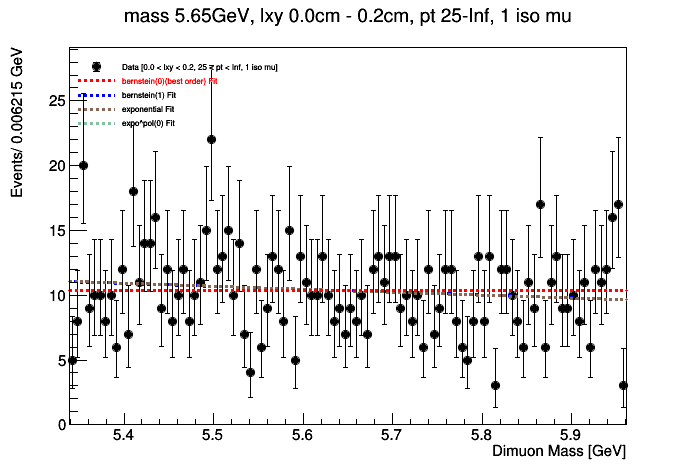 mass 5.65GeV, lxy 0.0cm - 0.2cm, pt 25-Inf, 1 iso mu
Events/ 0.006215 GeV
Data [0.0 < lxy < 0.2, 25 < pt < Inf, 1 iso mu]
bernstein(0)(best order) Fit
bernstein(1) Fit
exponential Fit
expo*pol(0) Fit
25
20
15
10
5
0
5.4 5.5 5.6 5.7 5.8 5.9
Dimuon Mass [GeV]